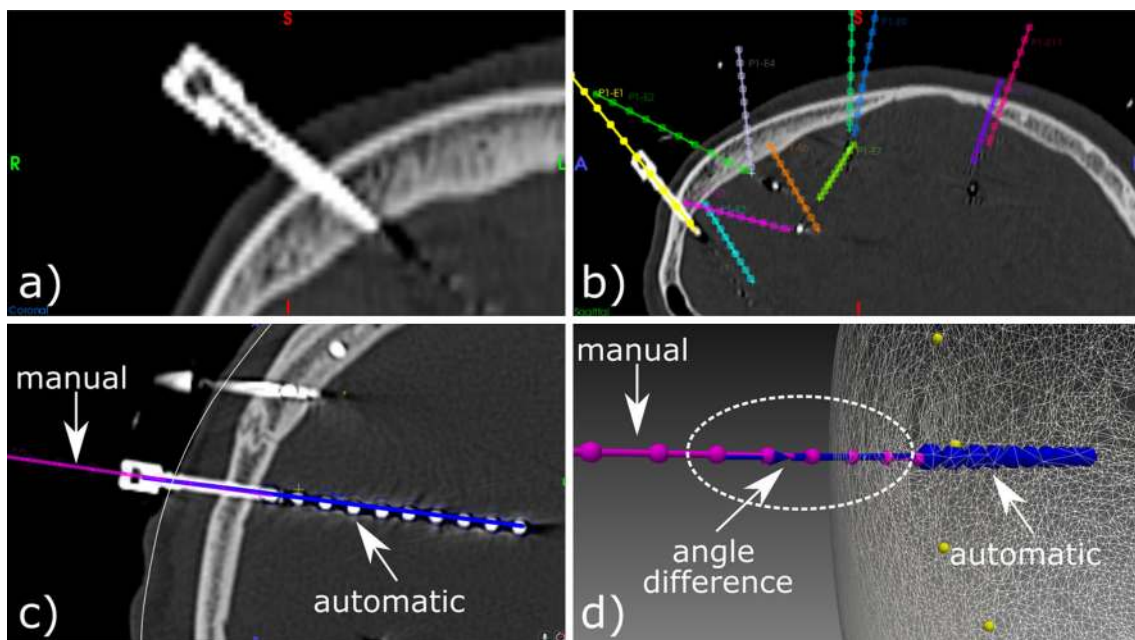 S
R
L
a)
Coronal
S
P1-E4
P1-E1
P1-E2
A
I
b)
Sagittal
manual
automatic
c)
manual
angle
difference
automatic
d)